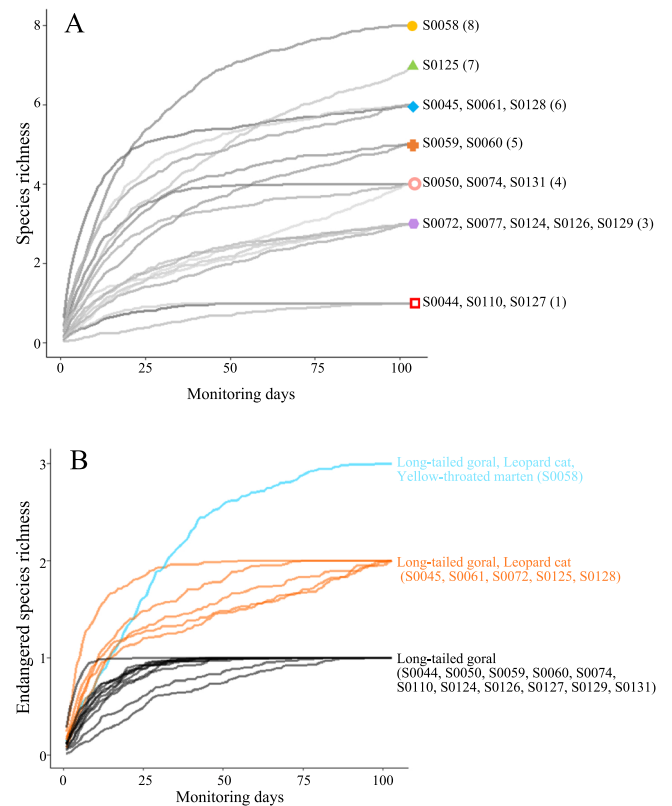 A
8
6
4
2
0
Species richness
S0058 (8)
S0125 (7)
S0045, S0061, S0128 (6)
S0059, S0060 (5)
S0050, S0074, S0131 (4)
S0072, S0077, S0124, S0126, S0129 (3)
S0044, S0110, S0127 (1)
0 25 50 75 100
Monitoring days
B
3
2
1
0
Endangered species richness
Long-tailed goral, Leopard cat,
Yellow-throated marten (S0058)
Long-tailed goral, Leopard cat
(S0045, S0061, S0072, S0125, S0128)
Long-tailed goral
(S0044, S0050, S0059, S0060, S0074,
S0110, S0124, S0126, S0127, S0129, S0131)
0 25 50 75 100
Monitoring days